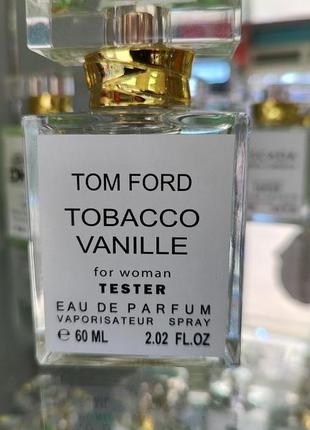 TOM FORD
TOBACCO
VANILLE
for woman
TESTER
EAU DE PARFUM
VAPORISATEUR SPRAY
℮ 60 ML 2.02 FL.OZ